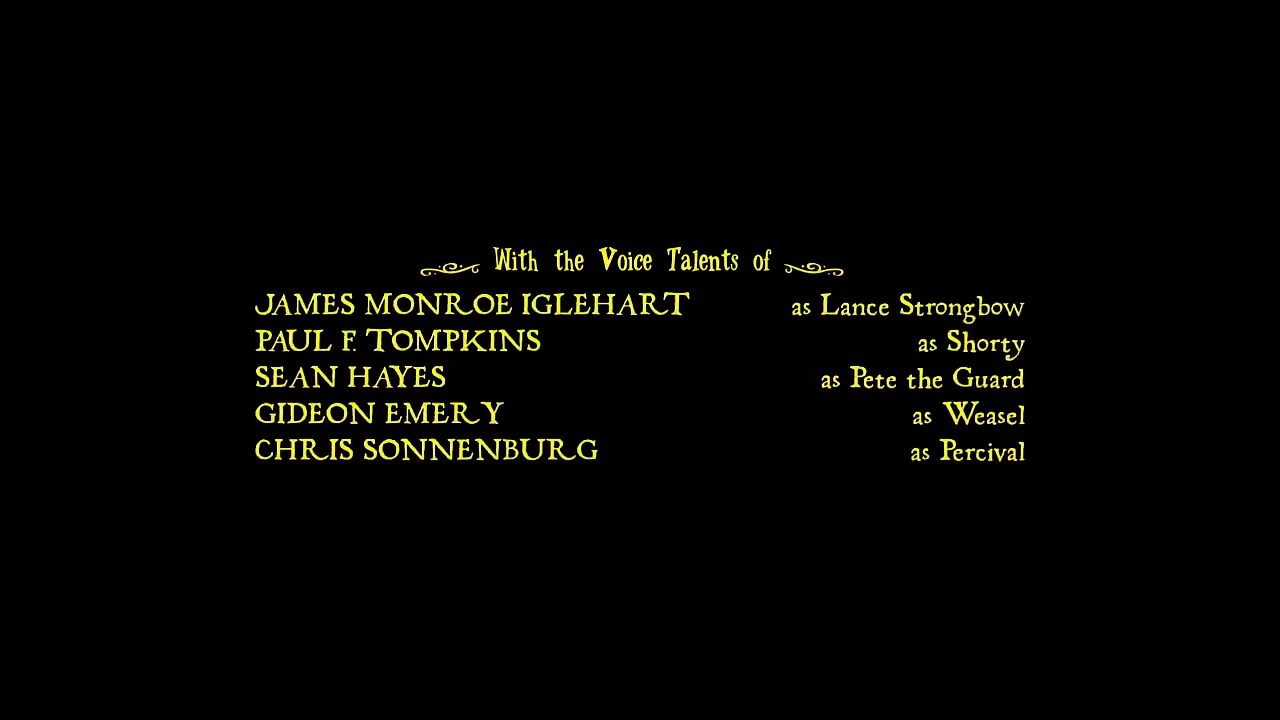 With the Voice Talents of
JAMES MONROE IGLEHART as Lance Strongbow
PAUL F. TOMPKINS as Shorty
SEAN HAYES as Pete the Guard
GIDEON EMERY as Weasel
CHRIS SONNENBURG as Percival